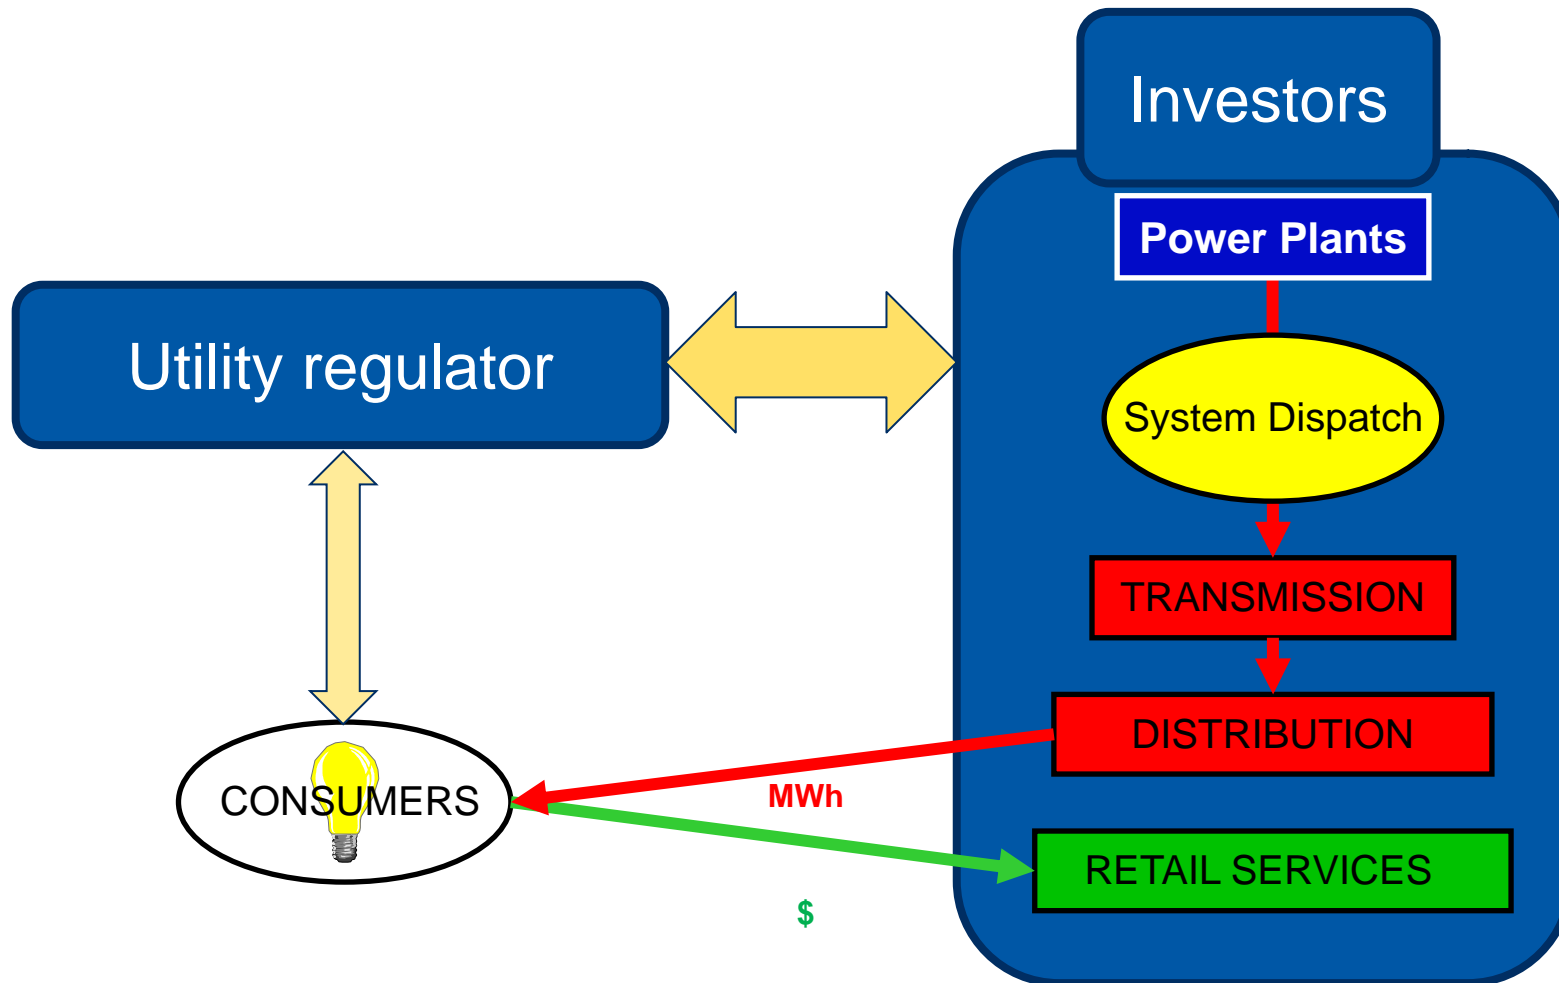 Investors
Power Plants
Utility regulator
System Dispatch
TRANSMISSION
DISTRIBUTION
MWh
CONSUMERS
RETAIL SERVICES
$